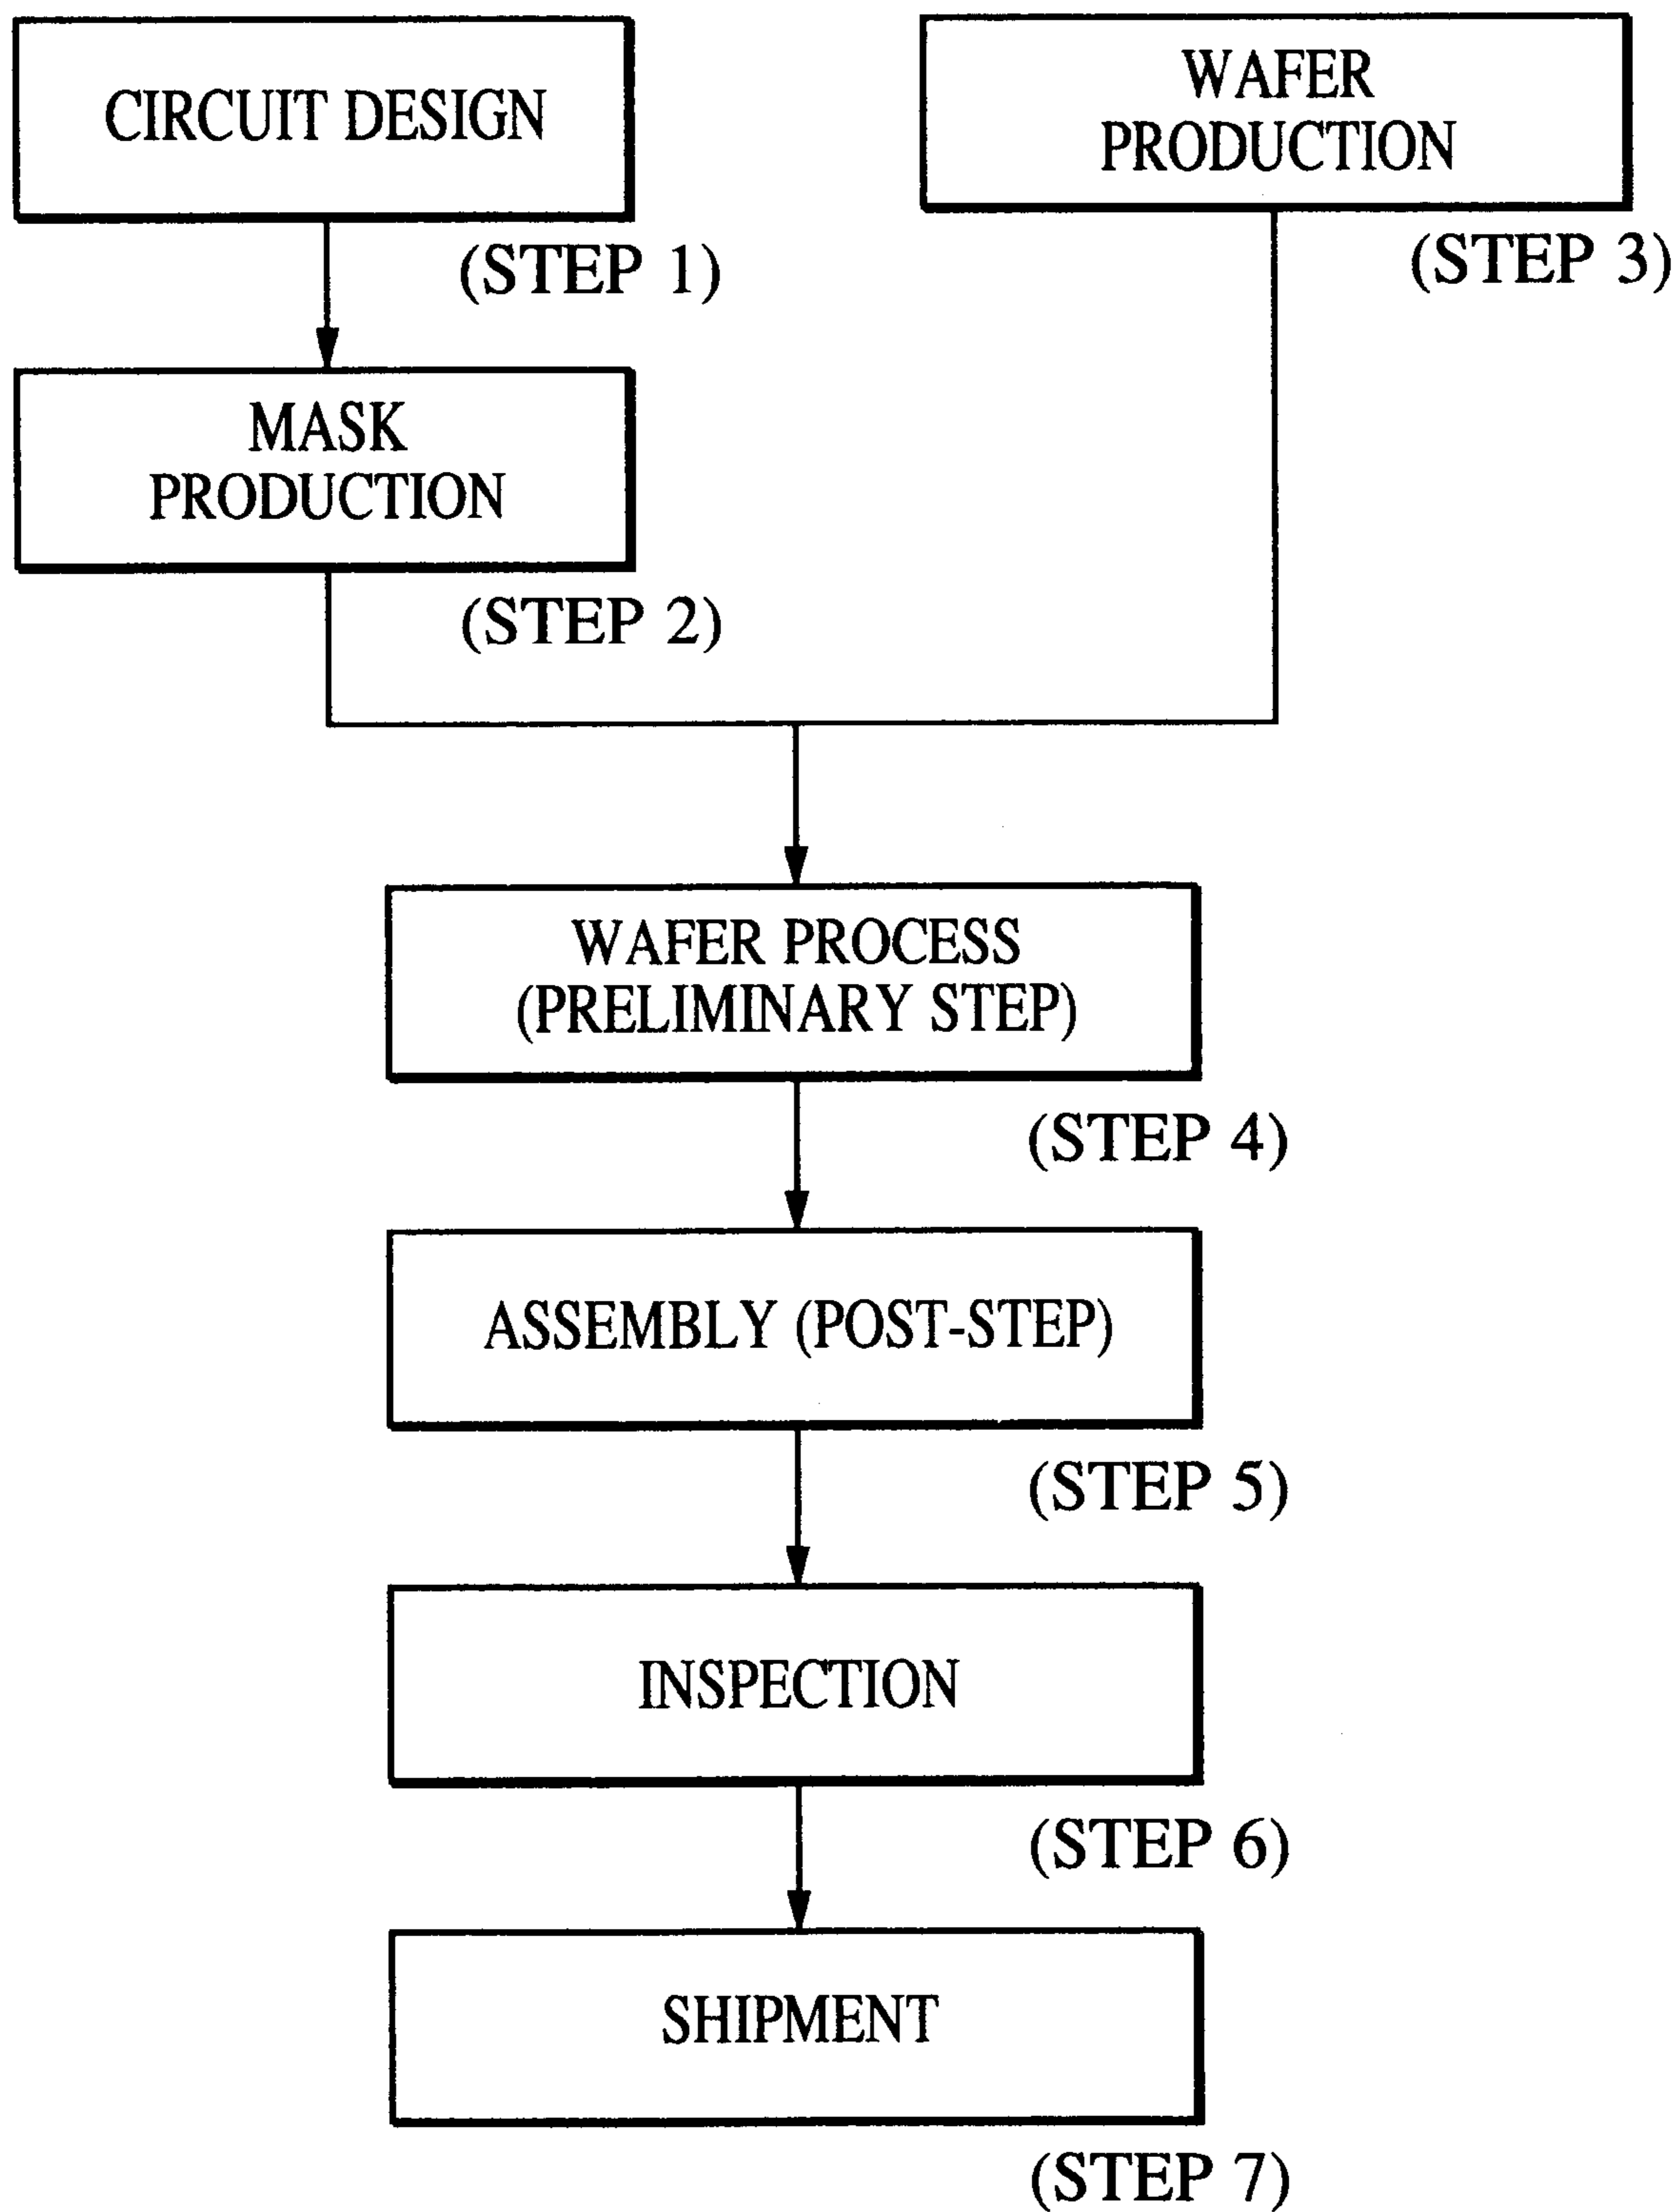 CIRCUIT DESIGN
(STEP 1)
MASK
PRODUCTION
(STEP 2)
WAFER
PRODUCTION
(STEP 3)
WAFER PROCESS
(PRELIMINARY STEP)
(STEP 4)
ASSEMBLY (POST-STEP)
(STEP 5)
INSPECTION
(STEP 6)
SHIPMENT
(STEP 7)